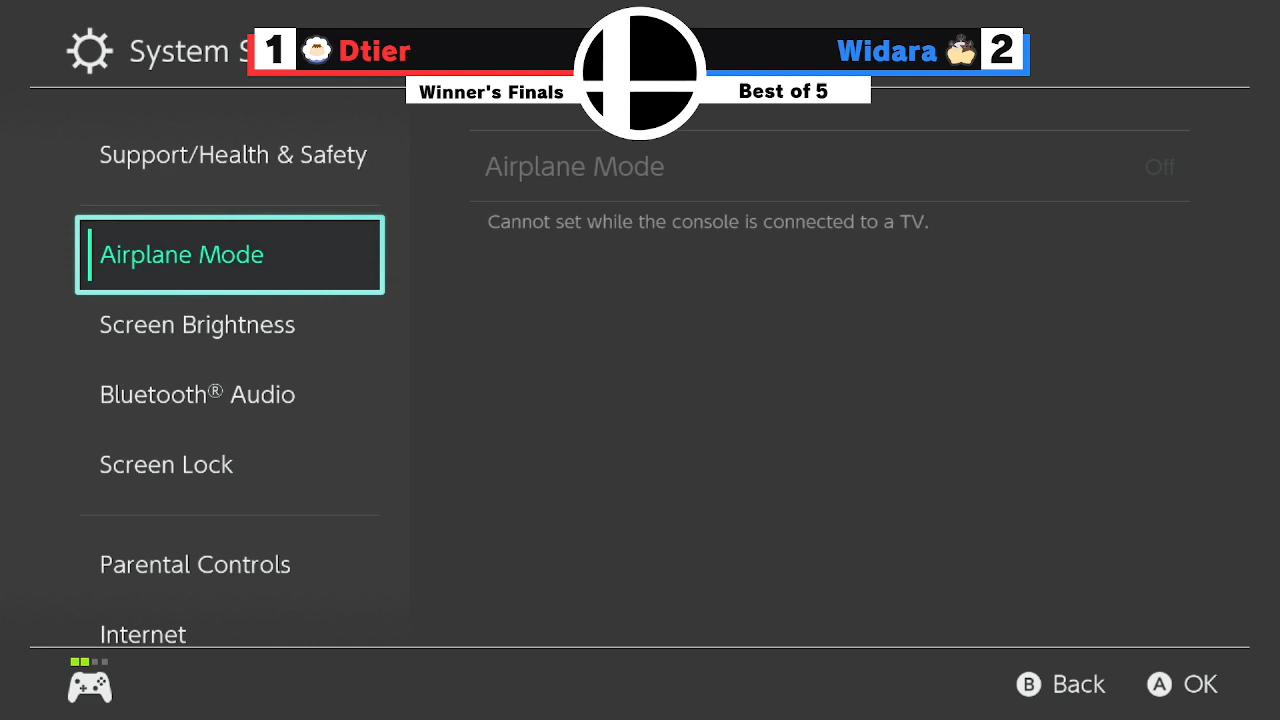 System S
1 Dtier
Widara 2
Winner's Finals
Best of 5
Support/Health & Safety
Airplane Mode
Screen Brightness
Bluetooth® Audio
Screen Lock
Parental Controls
Internet
Airplane Mode Off
Cannot set while the console is connected to a TV.
B Back A OK